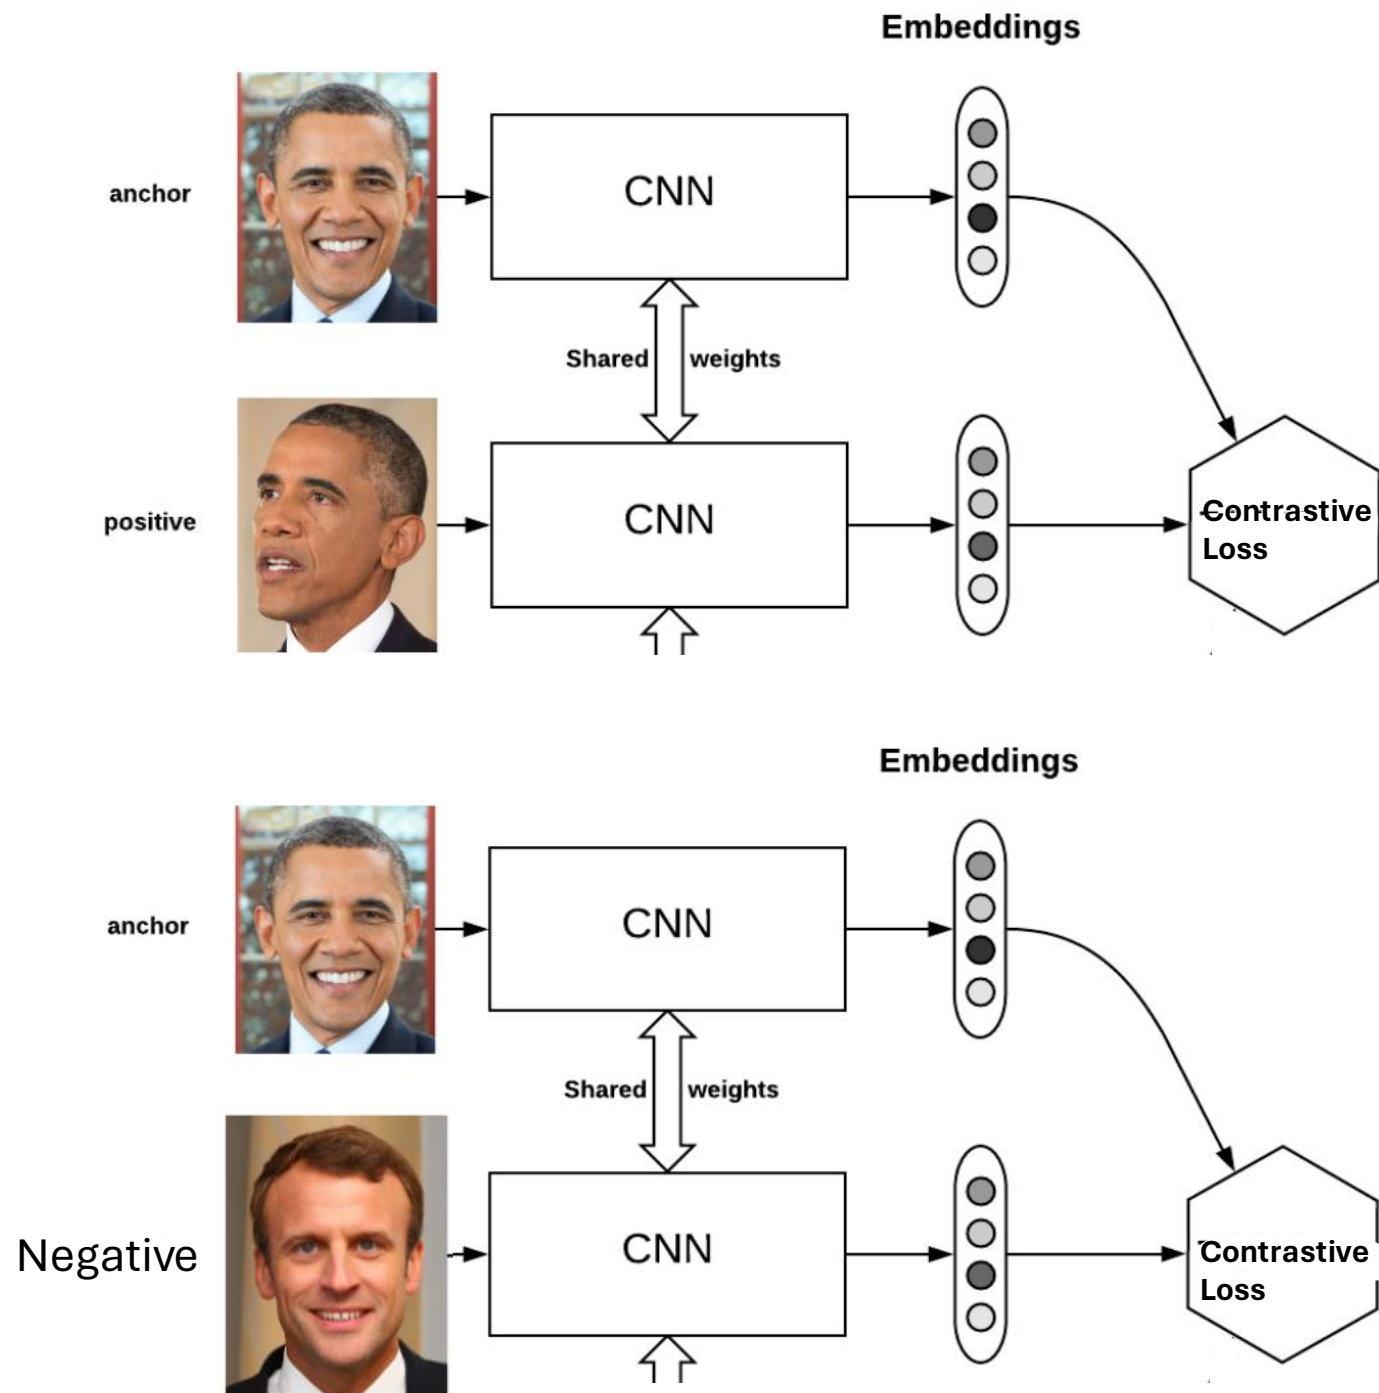 Embeddings
anchor
CNN
Shared weights
positive
CNN
Contrastive
Loss
Embeddings
anchor
CNN
Shared weights
Negative
CNN
Contrastive
Loss